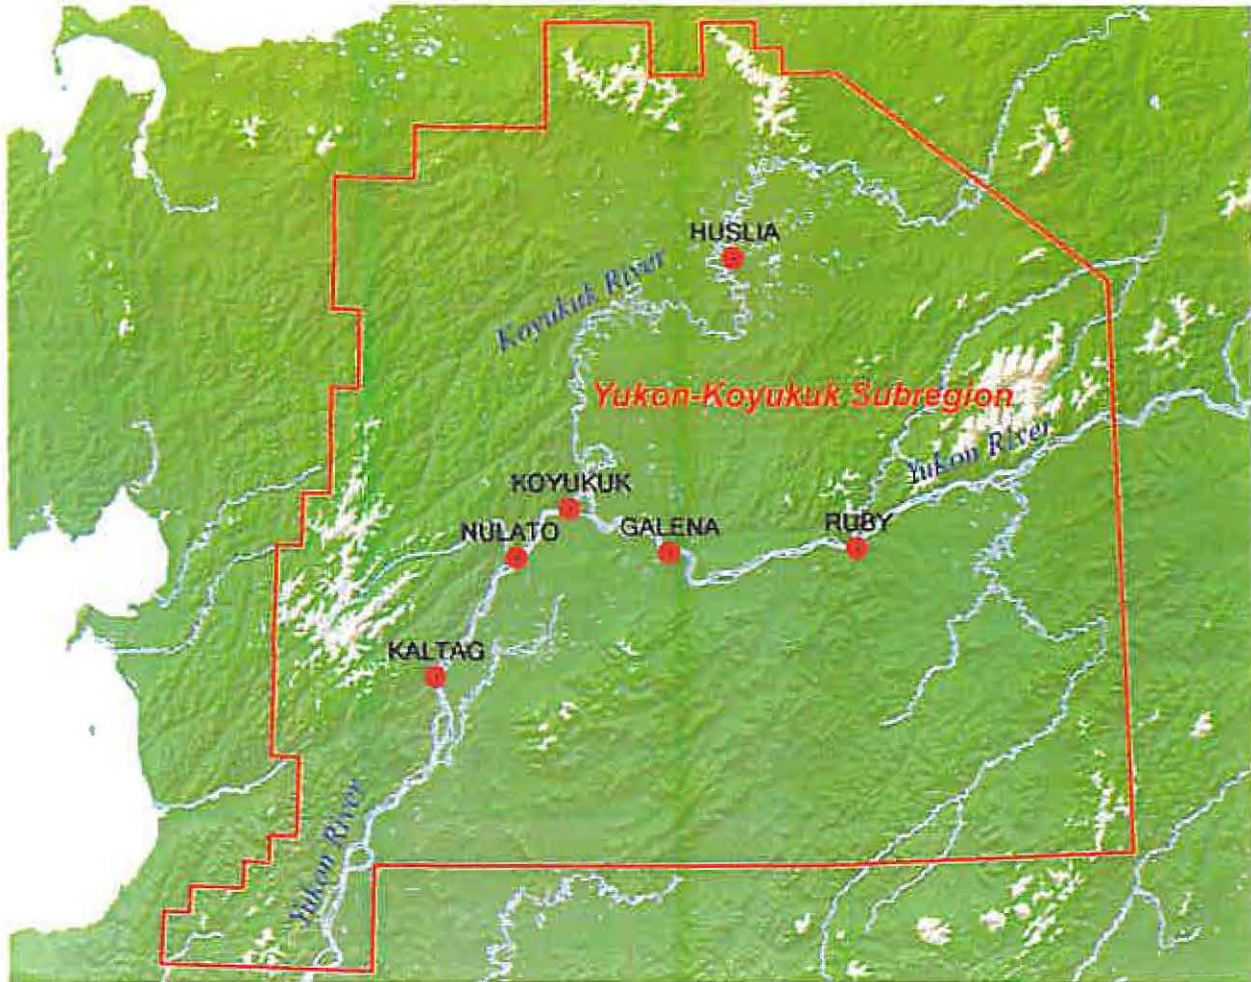 HUSLIA
Koyukuk River
Yukon-Koyukuk Subregion
Yukon River
KOYUKUK
NULATO
GALENA
RUBY
KALTAG
Yukon River